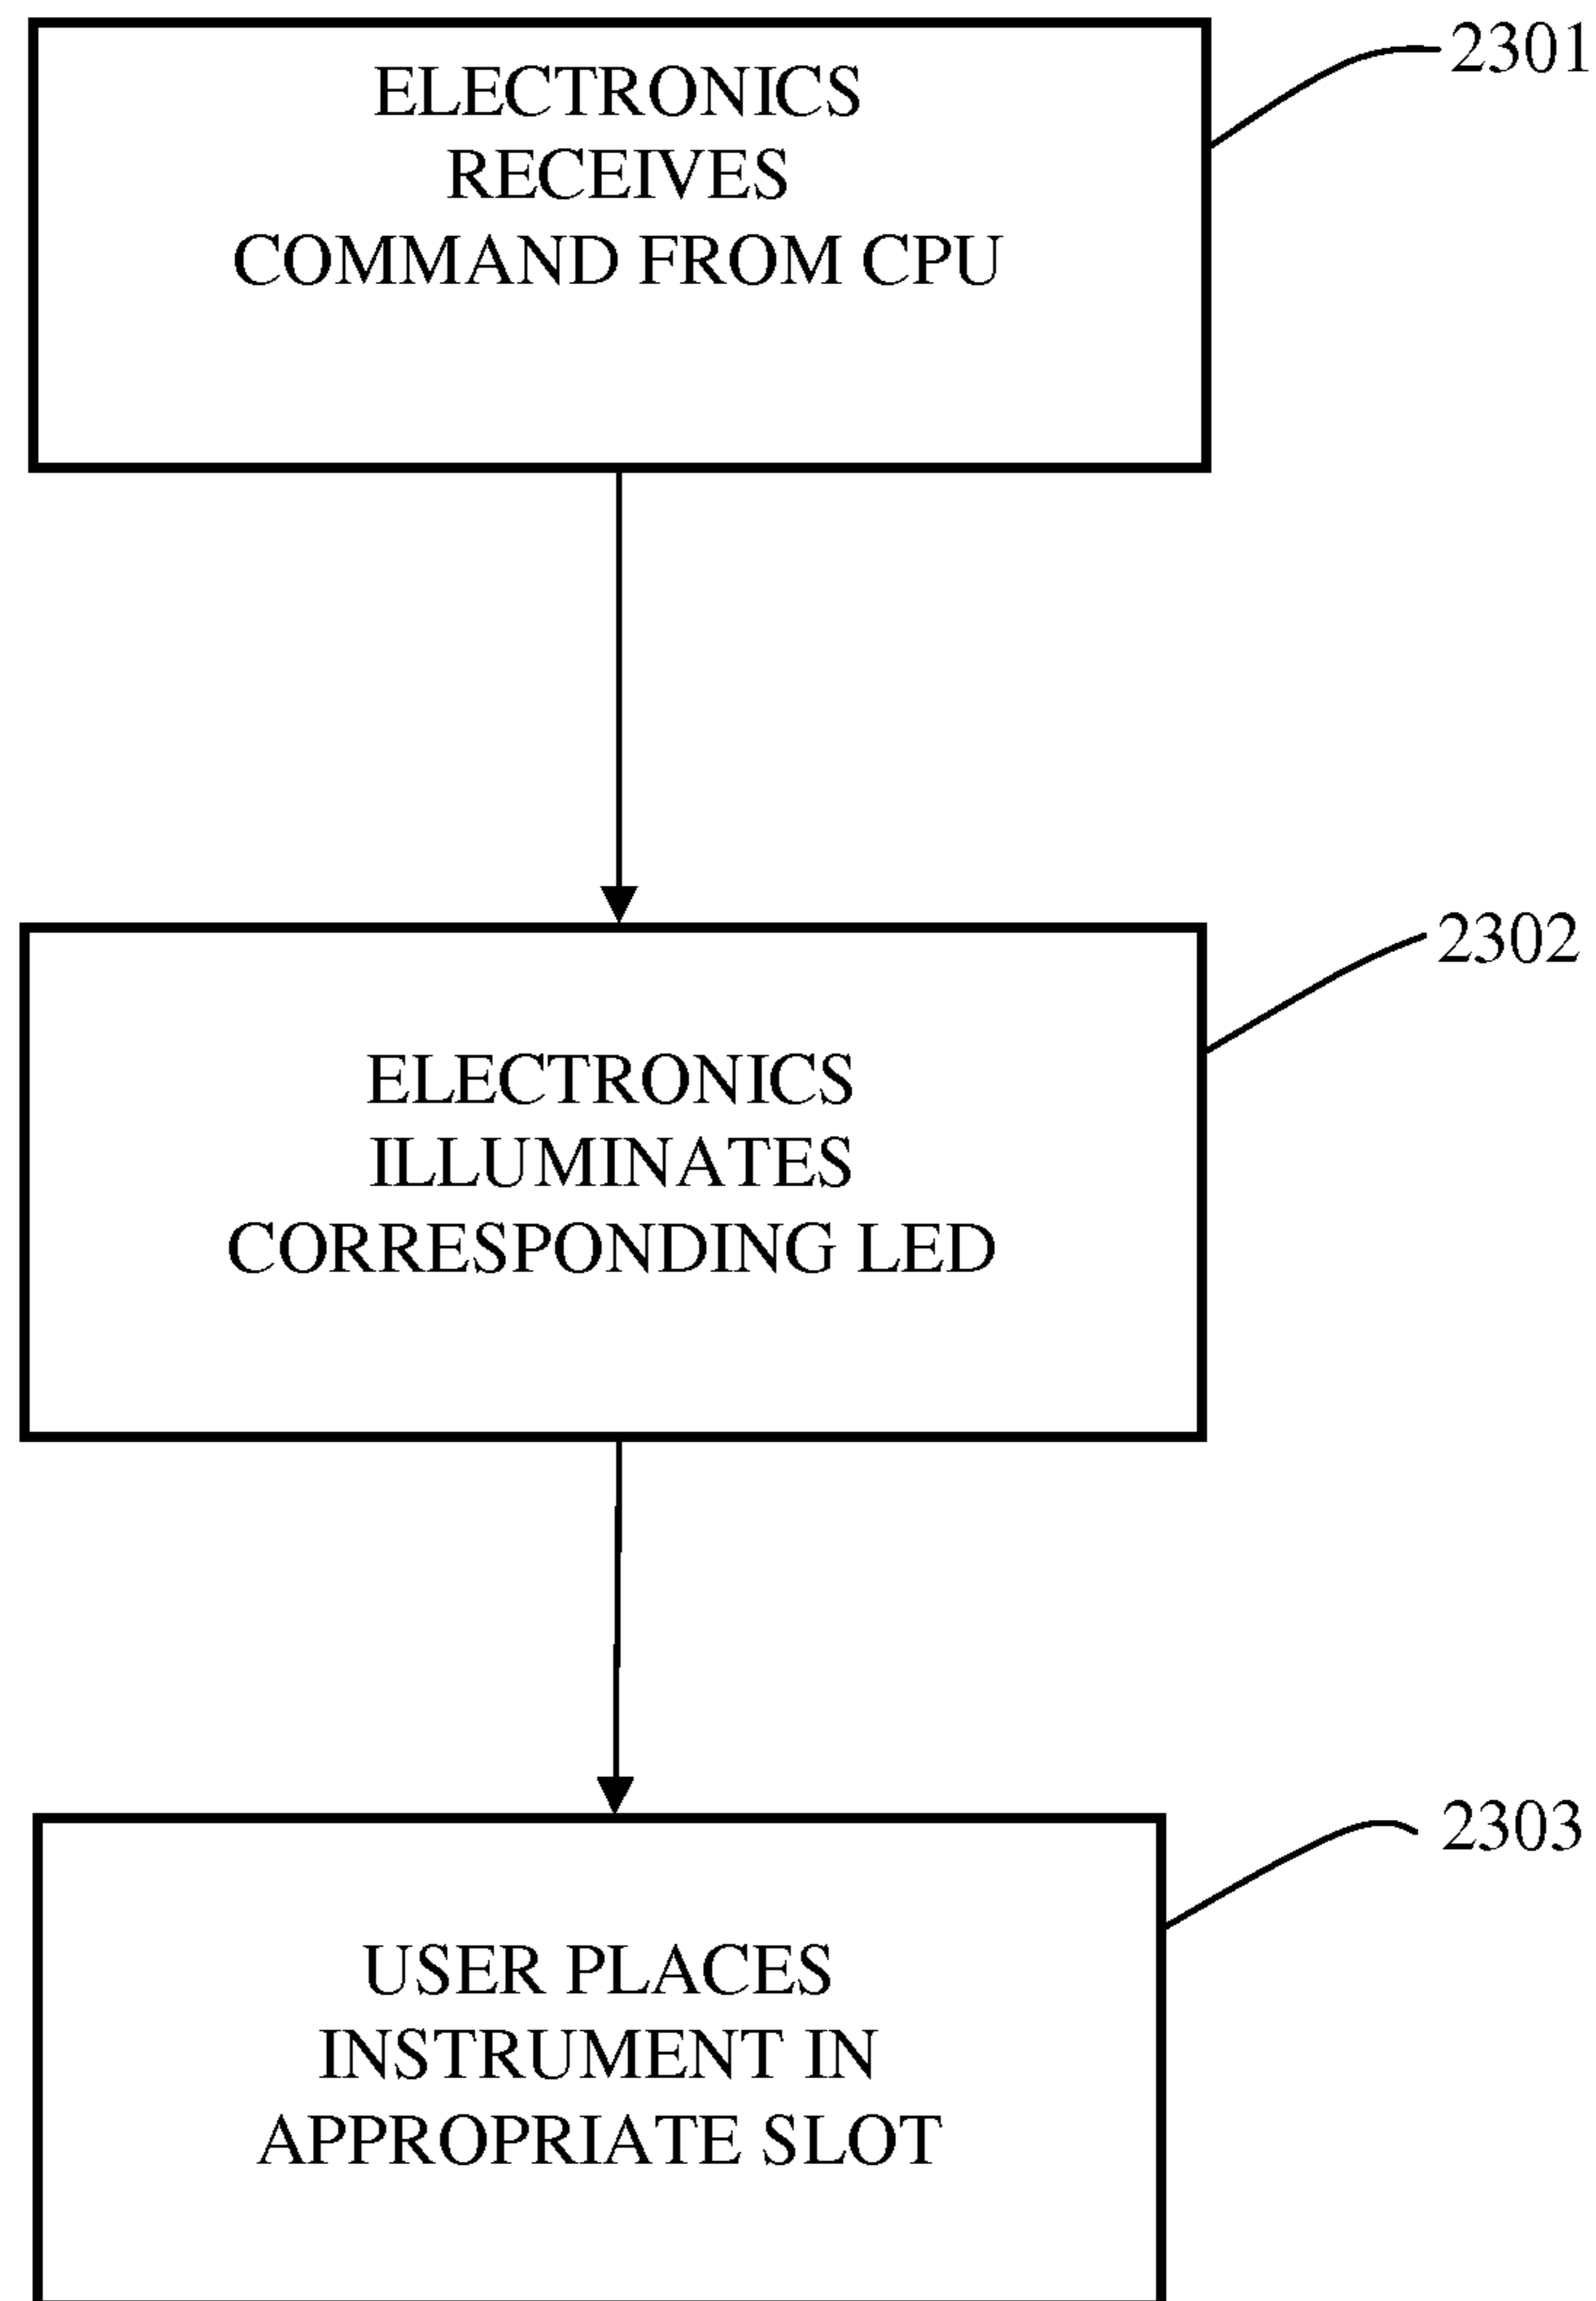 ELECTRONICS
RECEIVES
COMMAND FROM CPU
2301
ELECTRONICS
ILLUMINATES
CORRESPONDING LED
2302
USER PLACES
INSTRUMENT IN
APPROPRIATE SLOT
2303